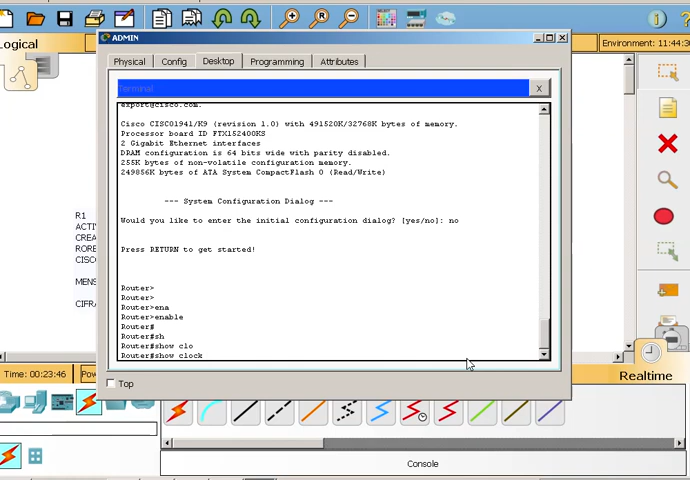 ADMIN
Logical
Environment: 11:44:3
Physical Config Desktop Programming Attributes
Terminal X
export@cisco.com.
Cisco CISCO1941/K9 (revision 1.0) with 491520K/32768K bytes of memory.
Processor board ID FTX152400KS
2 Gigabit Ethernet interfaces
DRAM configuration is 64 bits wide with parity disabled.
255K bytes of non-volatile configuration memory.
249856K bytes of ATA System CompactFlash 0 (Read/Write)
--- System Configuration Dialog ---
Would you like to enter the initial configuration dialog? [yes/no]: no
Press RETURN to get started!
Router>
Router>
Router>ena
Router>enable
Router#
Router#sh
Router#show clo
Router#show clock
R1
ACTI
CREA
RORE
CISC
MENS
CIFRA
Top
Time: 00:23:46 Pow
Realtime
Console